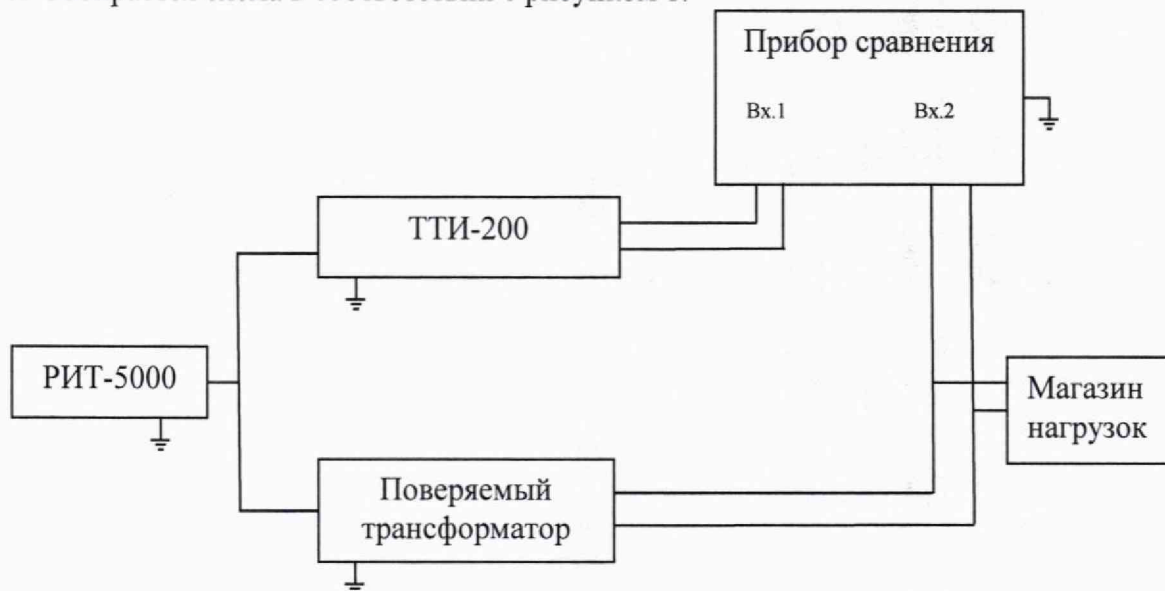 Прибор сравнения
Вх.1
Вх.2
ТТИ-200
РИТ-5000
Магазин
нагрузок
Поверяемый
трансформатор